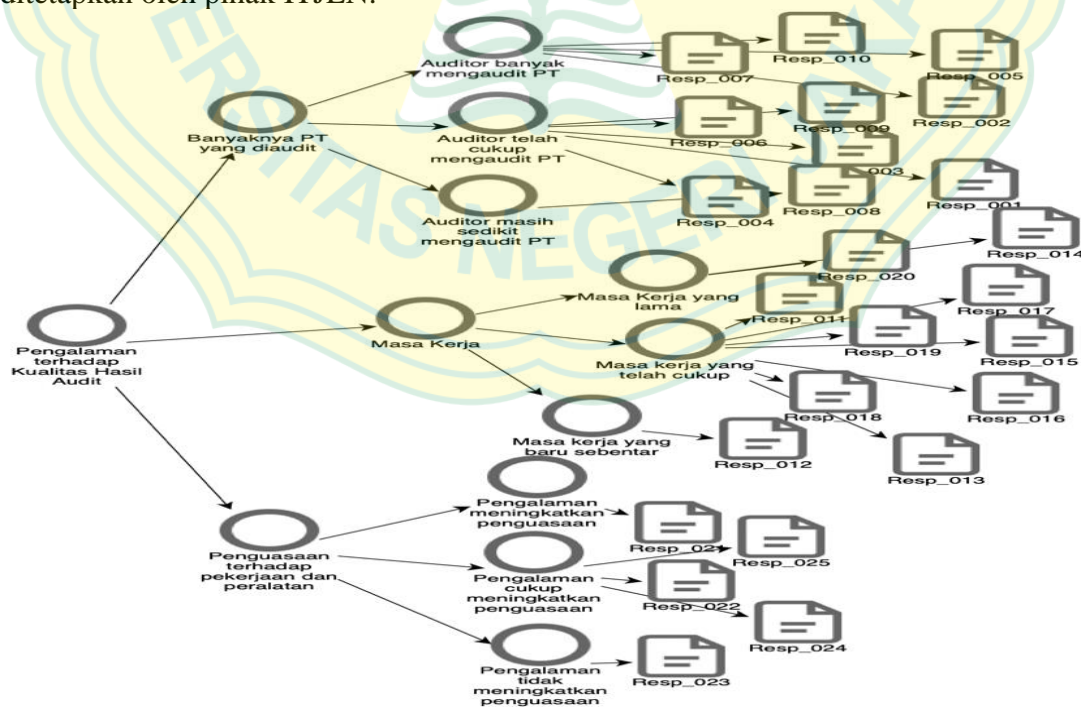 ditetapkan oleh pihak ITJEN.
Auditor banyak
mengaudit PT
Resp_007
Resp_010
Resp_005
Banyaknya PT
yang diaudit
Auditor telah
cukup
mengaudit PT
Resp_006
Resp_009
Resp_002
003
Auditor masih
sedikit
mengaudit PT
Resp_004
Resp_008
Resp_001
Resp_014
Resp_020
Masa Kerja yang
lama
Resp_011
Resp_017
Pengalaman
terhadap
Kualitas Hasil
Audit
Masa Kerja
Masa kerja yang
telah cukup
Resp_019
Resp_015
Resp_018
Resp_016
Masa kerja yang
baru sebentar
Resp_012
Resp_013
Pengalaman
meningkatkan
penguasaan
Resp_021
Resp_025
Penguasaan
terhadap
pekerjaan dan
peralatan
Pengalaman
cukup
meningkatkan
penguasaan
Resp_022
Resp_024
Pengalaman
tidak
meningkatkan
penguasaan
Resp_023
ERSITAS NEGERI JAKA